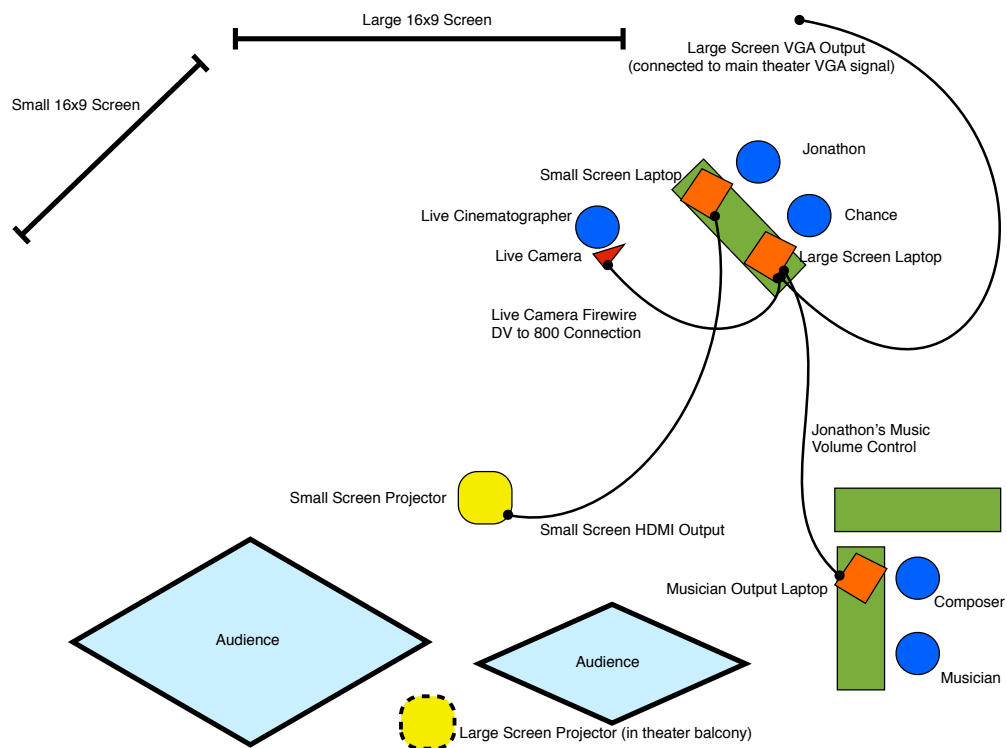 Large 16x9 Screen
Large Screen VGA Output
(connected to main theater VGA signal)
Small 16x9 Screen
Jonathon
Small Screen Laptop
Live Cinematographer
Chance
Live Camera
Large Screen Laptop
Live Camera Firewire
DV to 800 Connection
Jonathon's Music
Volume Control
Small Screen Projector
Small Screen HDMI Output
Musician Output Laptop
Composer
Audience
Audience
Musician
Large Screen Projector (in theater balcony)